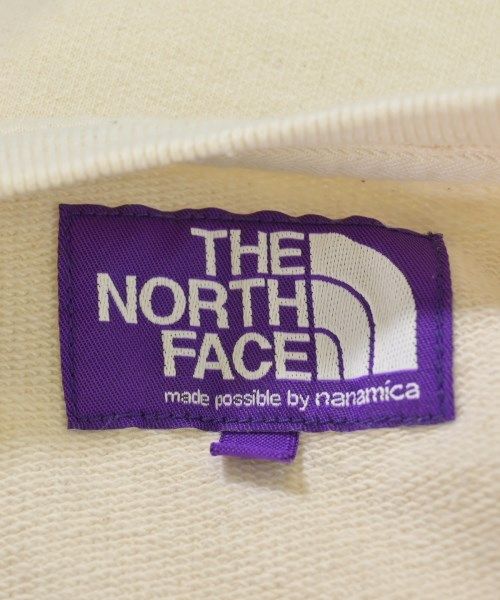 THE
NORTH
FACE
made possible by nanamica